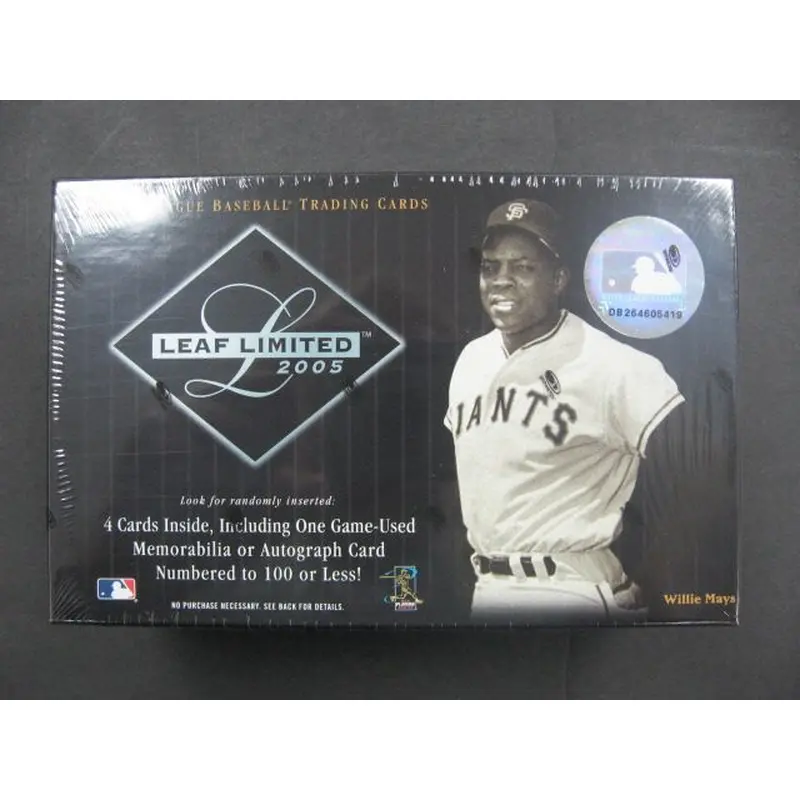 GUE BASEBALL TRADING CARDS
SF
L
LEAF LIMITED™
2005
DB264605419
IANTS
Look for randomly inserted:
4 Cards Inside, Including One Game-Used
Memorabilia or Autograph Card
Numbered to 100 or Less!
NO PURCHASE NECESSARY. SEE BACK FOR DETAILS.
Willie Mays